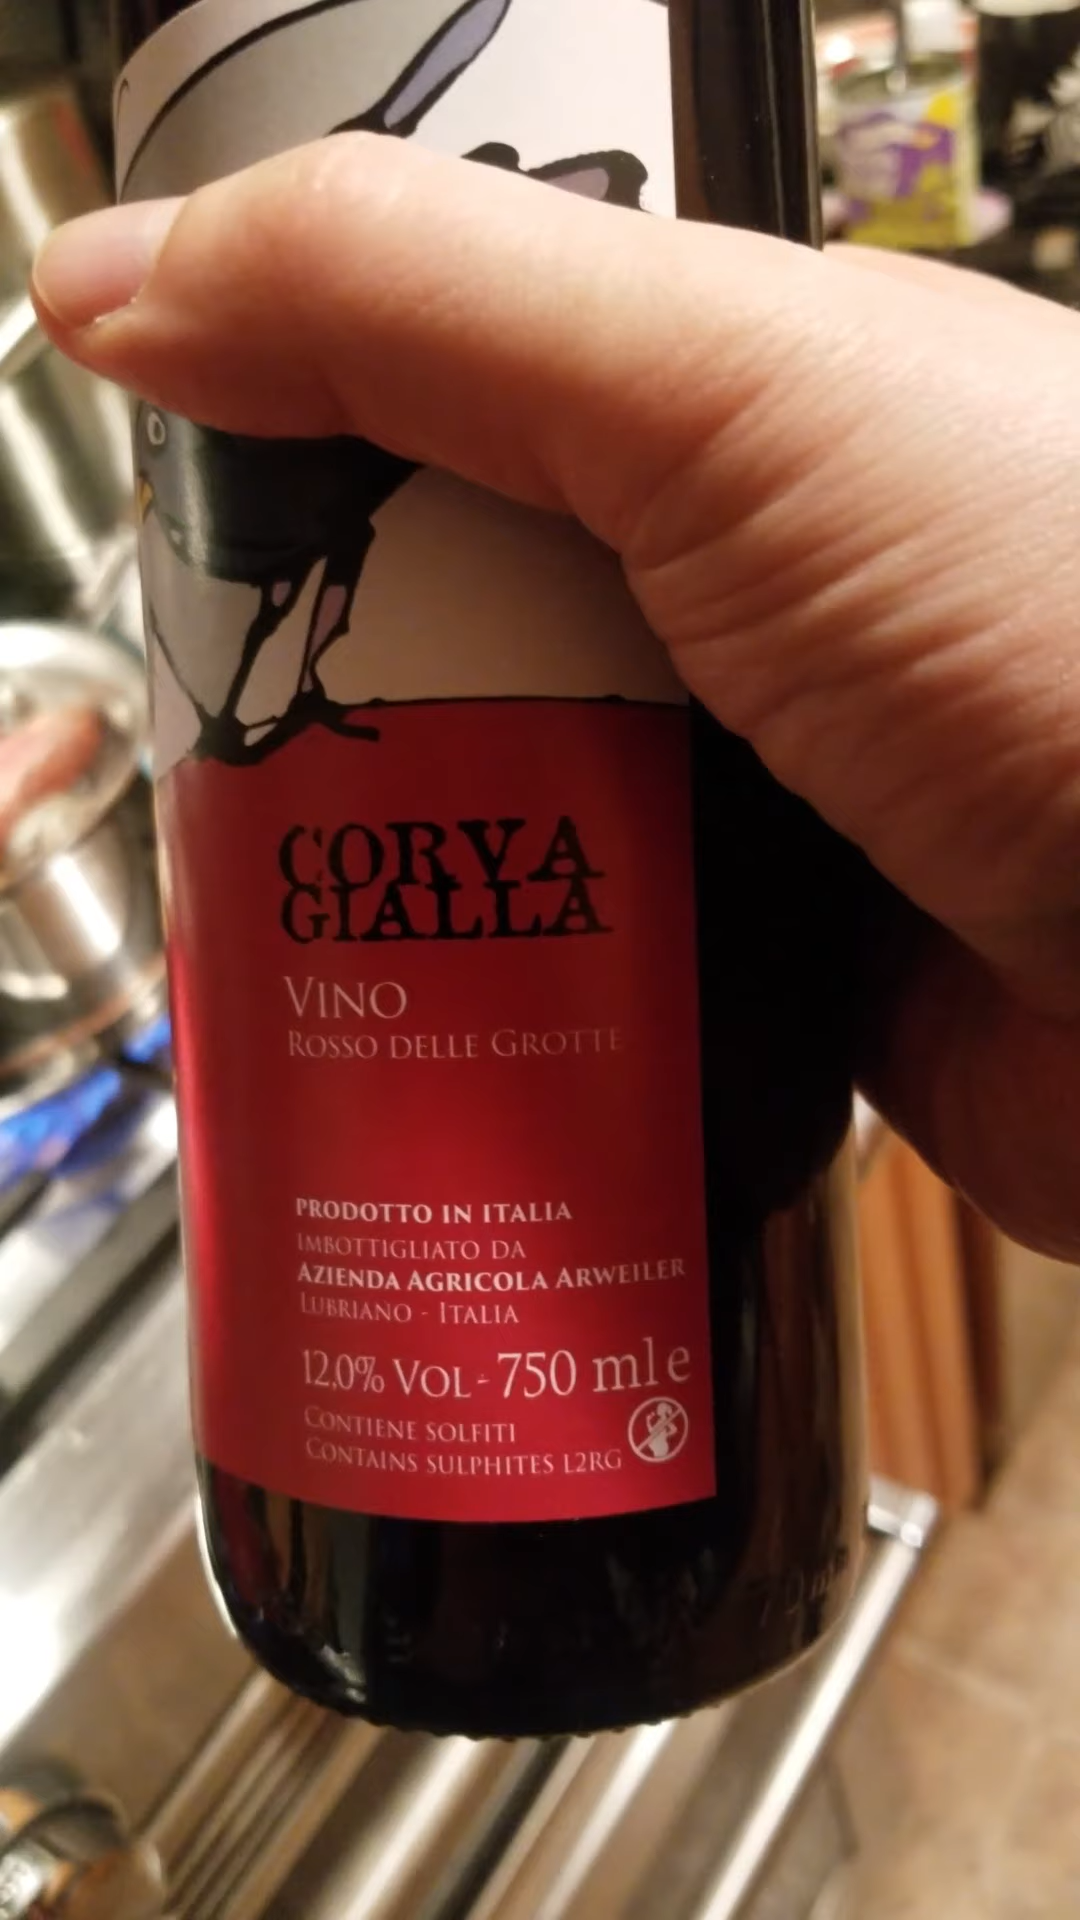 CORVA
GIALLA
VINO
ROSSO DELLE GROTTE
PRODOTTO IN ITALIA
IMBOTTIGLIATO DA
AZIENDA AGRICOLA ARWEILER
LUBRIANO - ITALIA
12,0% VOL - 750 ml e
CONTIENE SOLFITI
CONTAINS SULPHITES L2RG